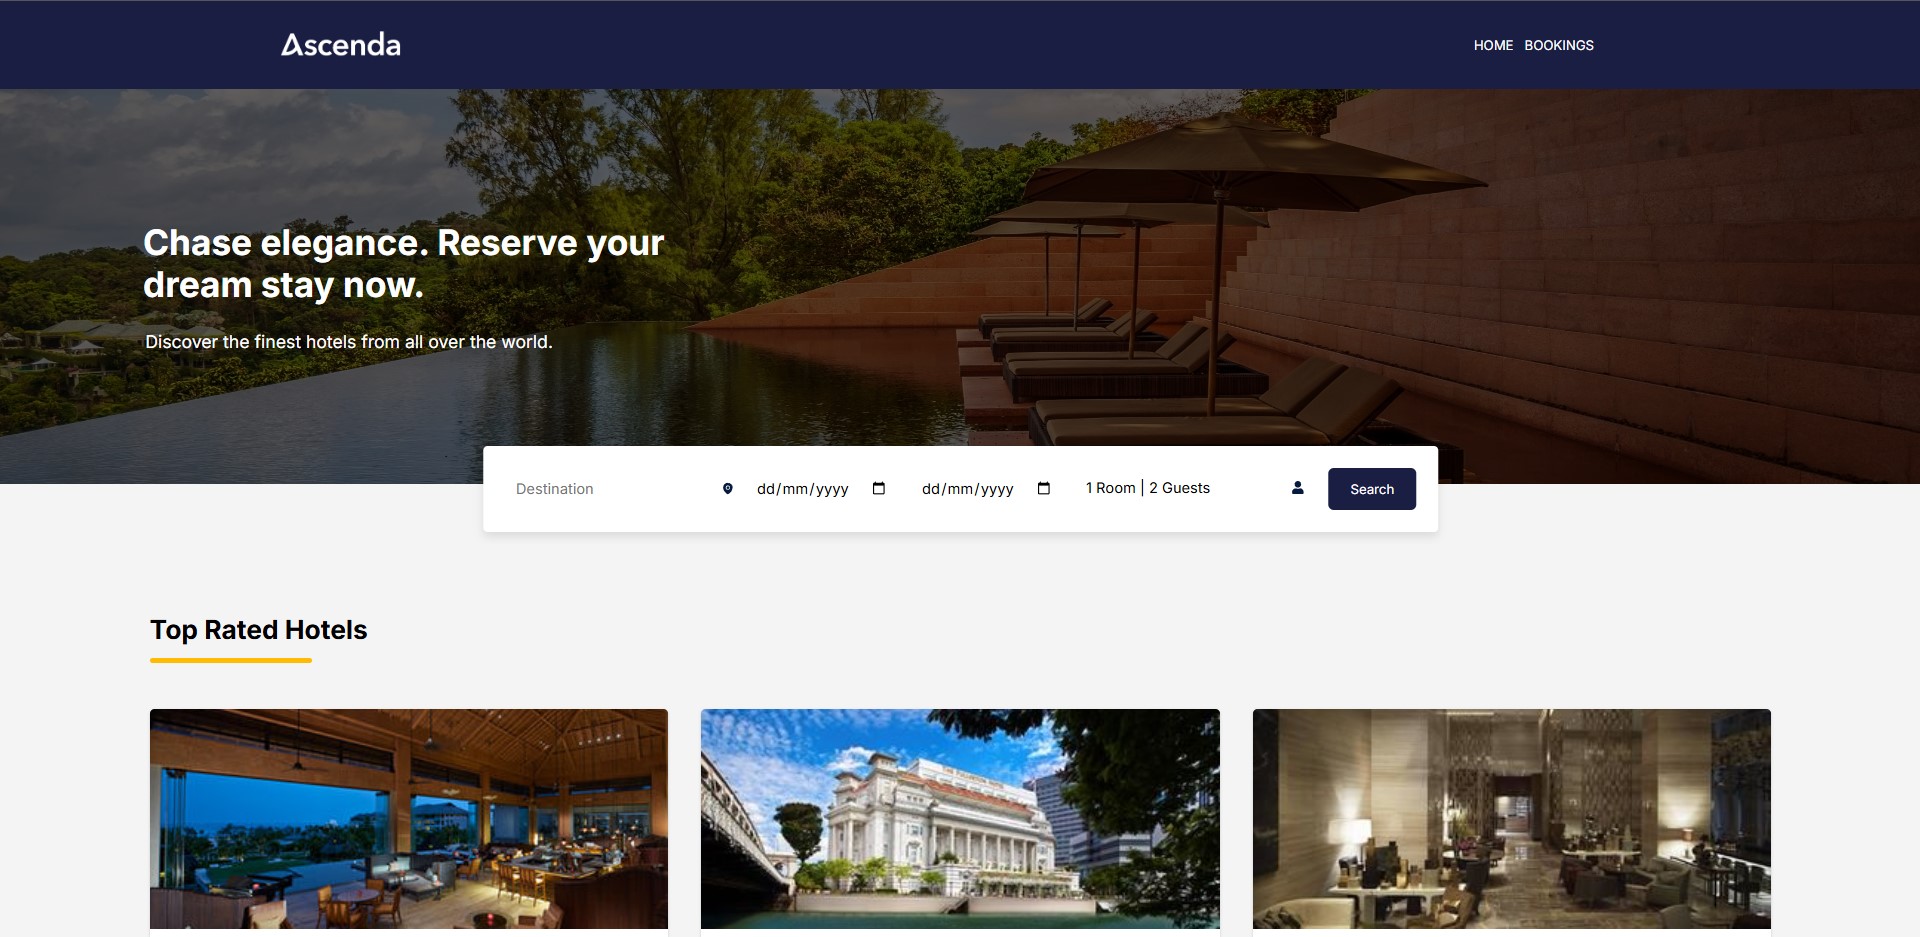 Ascenda
HOME BOOKINGS
Chase elegance. Reserve your
dream stay now.
Discover the finest hotels from all over the world.
Destination dd/mm/yyyy dd/mm/yyyy 1 Room | 2 Guests Search
Top Rated Hotels